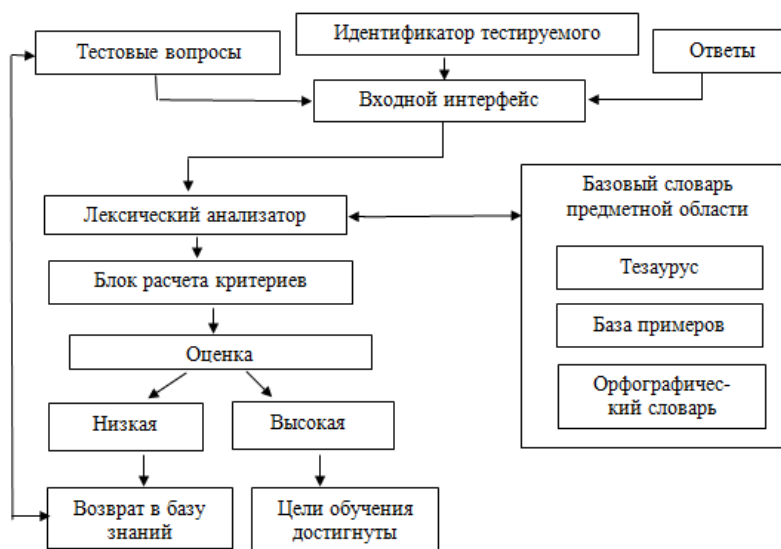 Идентификатор тестируемого
Тестовые вопросы
Ответы
Входной интерфейс
Базовый словарь
предметной области
Лексический анализатор
Тезаурус
Блок расчета критериев
База примеров
Оценка
Орфографичес-
кий словарь
Низкая
Высокая
Возврат в базу
знаний
Цели обучения
достигнуты